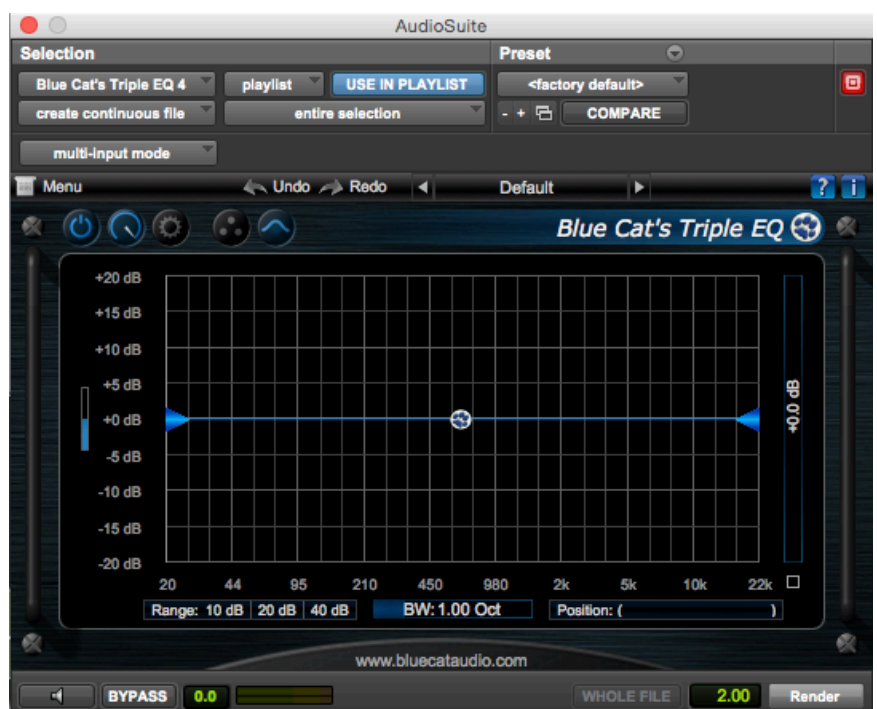 AudioSuite
Selection Preset
Blue Cat's Triple EQ 4 playlist USE IN PLAYLIST <factory default>
create continuous file entire selection - + COMPARE
multi-input mode
Menu Undo Redo Default ? i
Blue Cat's Triple EQ
+20 dB
+15 dB
+10 dB
+5 dB
+0 dB
-5 dB
-10 dB
-15 dB
-20 dB
+0.0 dB
20 44 95 210 450 980 2k 5k 10k 22k
Range: 10 dB 20 dB 40 dB BW: 1.00 Oct Position: ( )
www.bluecataudio.com
BYPASS 0.0 WHOLE FILE 2.00 Render